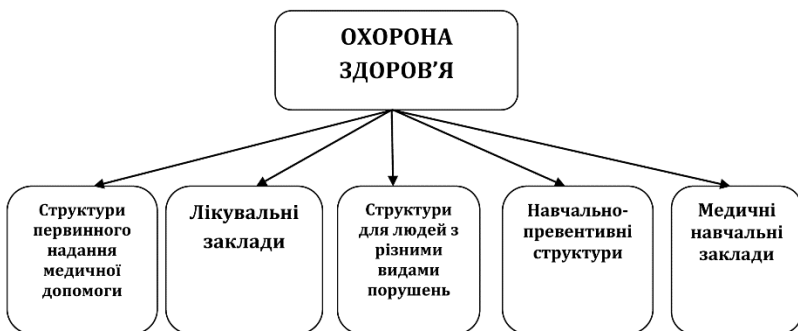 ОХОРОНА
ЗДОРОВ’Я
Структури
первинного
надання
медичної
допомоги
Лікувальні
заклади
Структури
для людей з
різними
видами
порушень
Навчально-
превентивні
структури
Медичні
навчальні
заклади